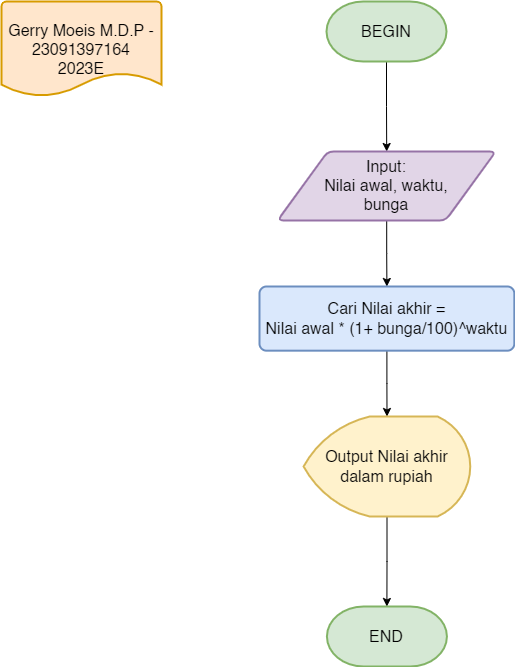 Gerry Moeis M.D.P -
23091397164
2023E
BEGIN
Input:
Nilai awal, waktu,
bunga
Cari Nilai akhir =
Nilai awal * (1+ bunga/100)^waktu
Output Nilai akhir
dalam rupiah
END